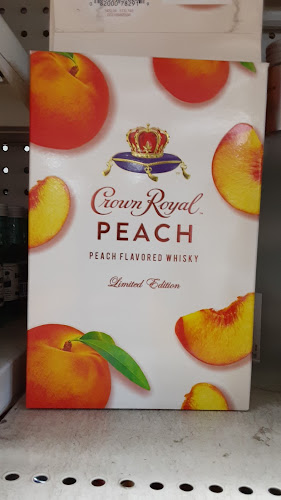 Crown Royal
PEACH
PEACH FLAVORED WHISKY
Limited Edition